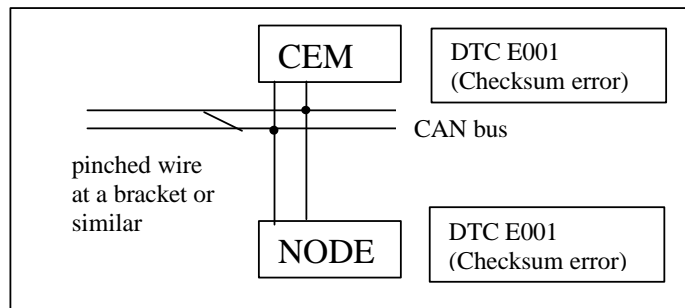 CEM
DTC E001
(Checksum error)
CAN bus
pinched wire
at a bracket or
similar
NODE
DTC E001
(Checksum error)